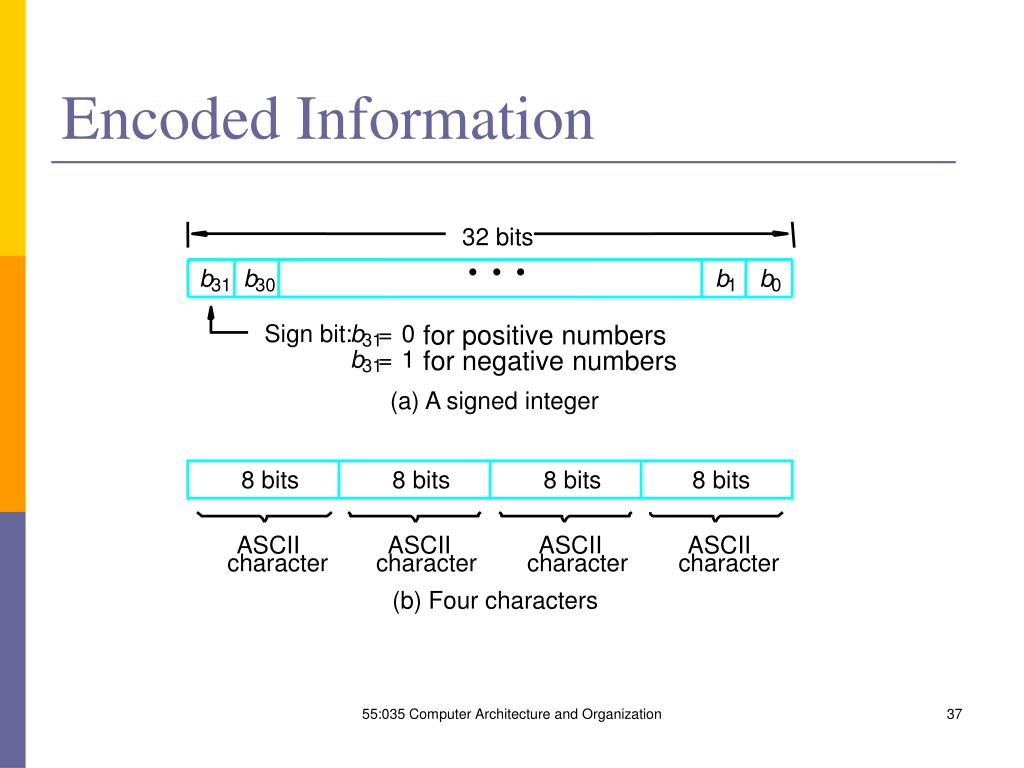 Encoded Information
32 bits
b31 b30 • • • b1 b0
Sign bit: b31 = 0 for positive numbers
b31 = 1 for negative numbers
(a) A signed integer
8 bits 8 bits 8 bits 8 bits
ASCII ASCII ASCII ASCII
character character character character
(b) Four characters
55:035 Computer Architecture and Organization 37